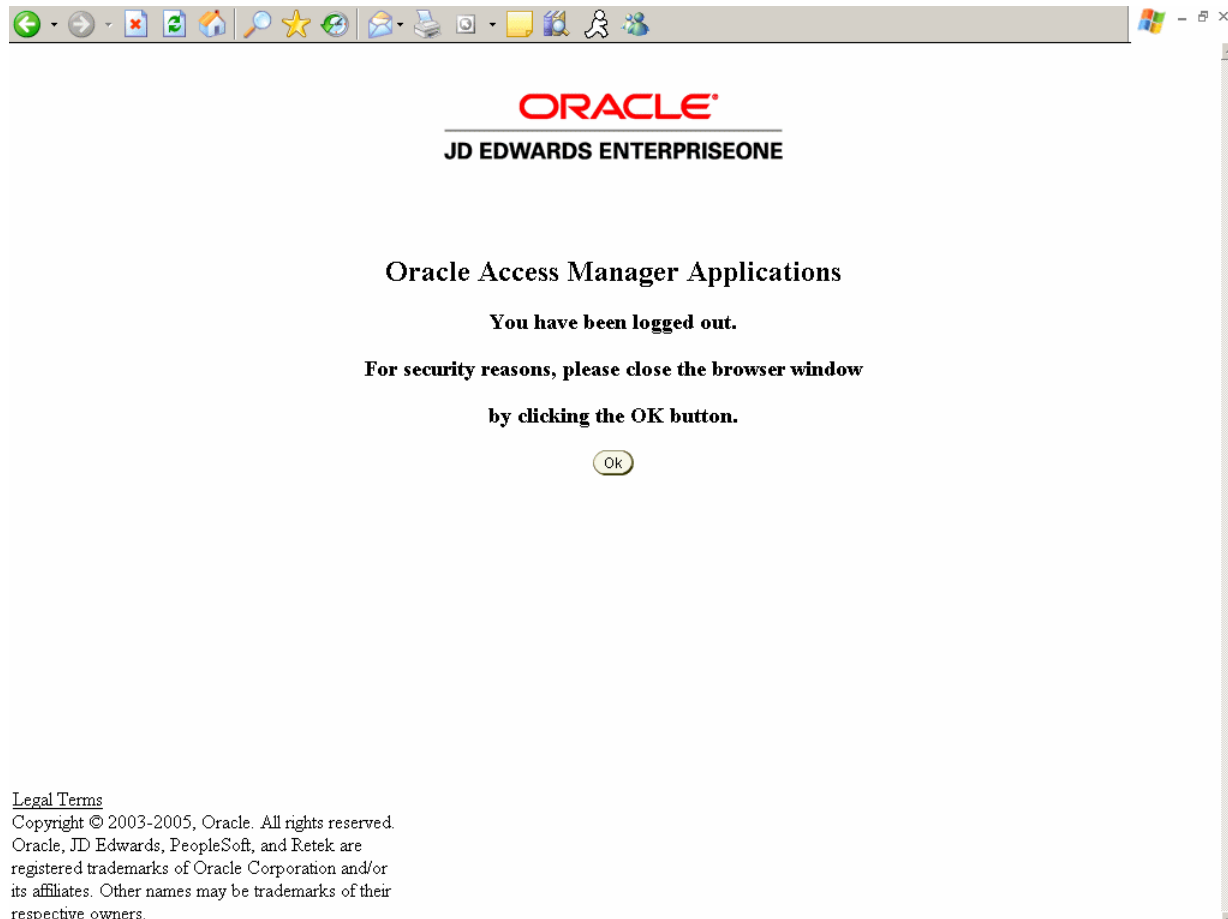 ORACLE
JD EDWARDS ENTERPRISEONE
Oracle Access Manager Applications
You have been logged out.
For security reasons, please close the browser window
by clicking the OK button.
Ok
Legal Terms
Copyright © 2003-2005, Oracle. All rights reserved.
Oracle, JD Edwards, PeopleSoft, and Retek are
registered trademarks of Oracle Corporation and/or
its affiliates. Other names may be trademarks of their
respective owners.